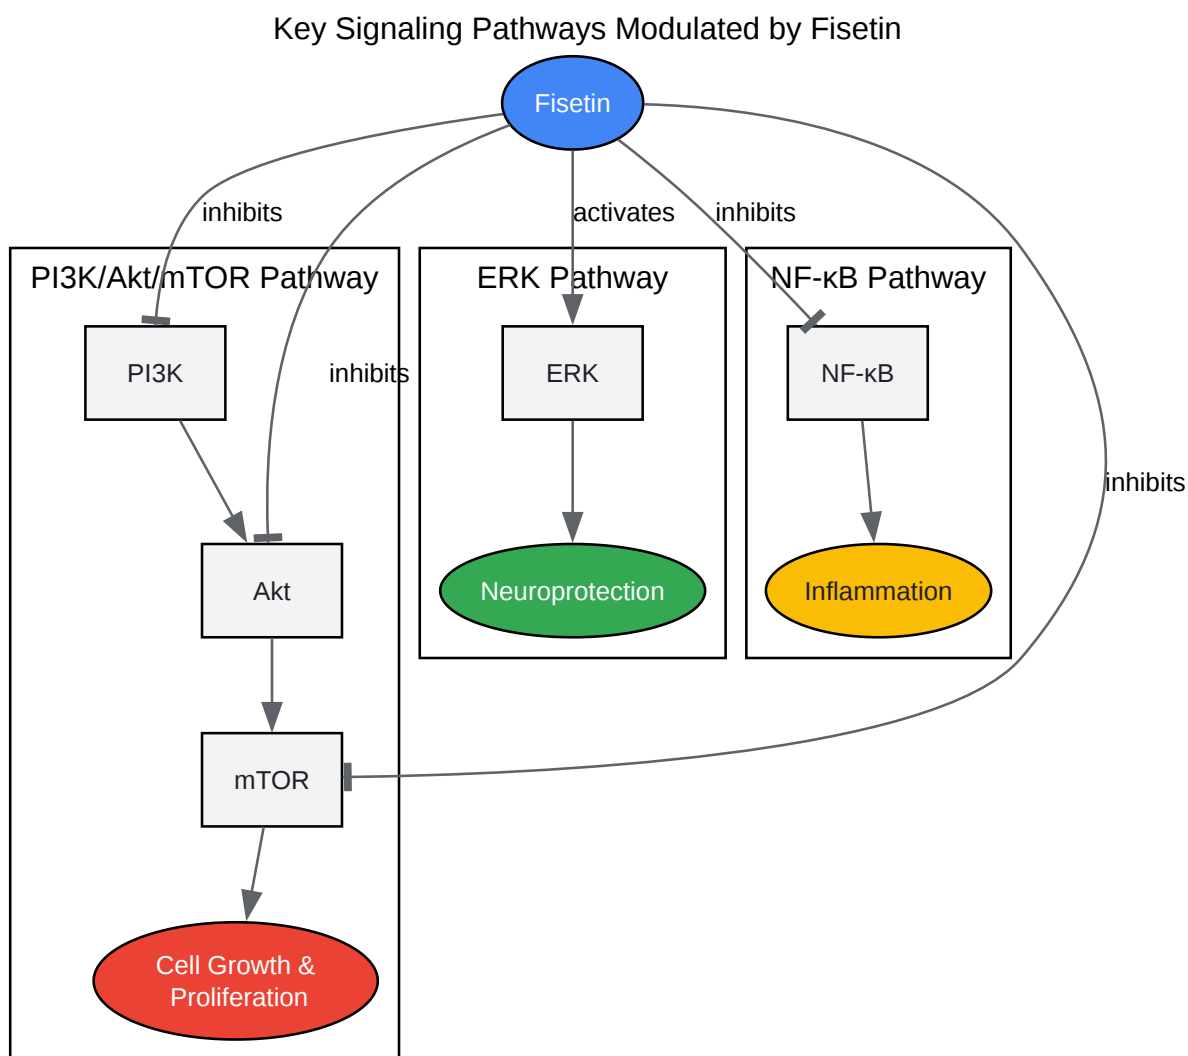 Key Signaling Pathways Modulated by Fisetin
Fisetin
inhibits
activates
inhibits
PI3K/Akt/mTOR Pathway
ERK Pathway
NF-κB Pathway
PI3K
inhibits
ERK
NF-κB
inhibits
Akt
Neuroprotection
Inflammation
mTOR
Cell Growth &
Proliferation